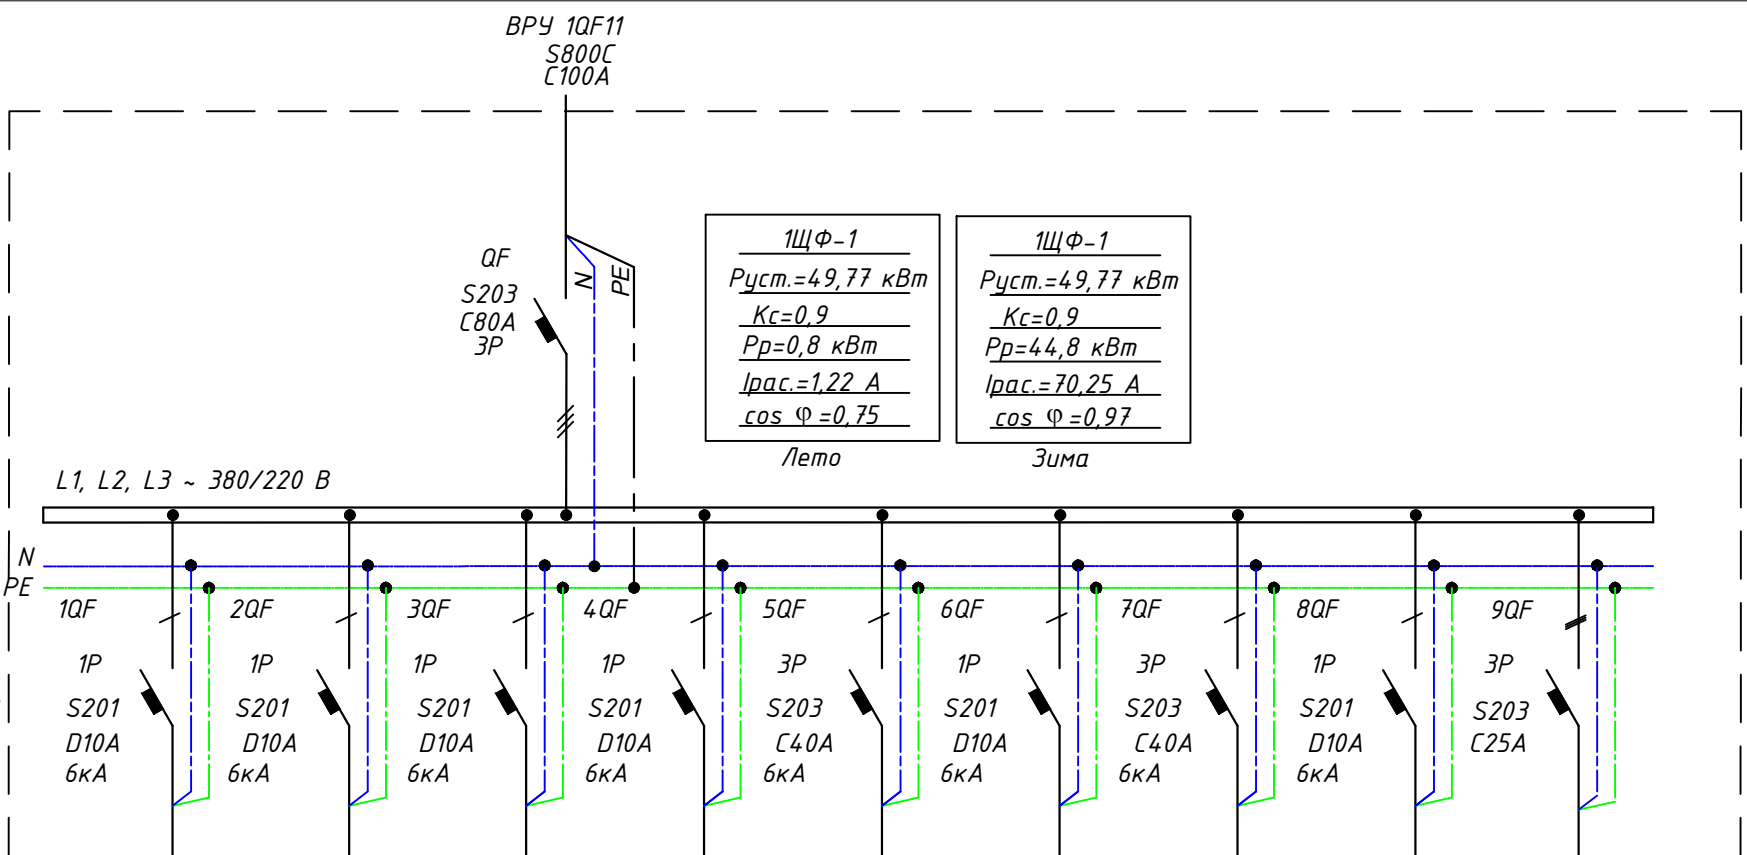 ВРУ 1QF11
S800C
C100A
QF
S203
C80A
3P
N
PE
1ЩФ-1
Руст.=49,77 кВт
Кс=0,9
Рр=0,8 кВт
Iрас.=1,22 А
cos φ =0,75
Лето
1ЩФ-1
Руст.=49,77 кВт
Кс=0,9
Рр=44,8 кВт
Iрас.=70,25 А
cos φ =0,97
Зима
L1, L2, L3 ~ 380/220 В
N
PE
1QF 2QF 3QF 4QF 5QF 6QF 7QF 8QF 9QF
1P 1P 1P 1P 3P 1P 3P 1P 3P
S201 S201 S201 S201 S203 S201 S203 S201 S203
D10A D10A D10A D10A C40A D10A C40A D10A C25A
6кА 6кА 6кА 6кА 6кА 6кА 6кА 6кА